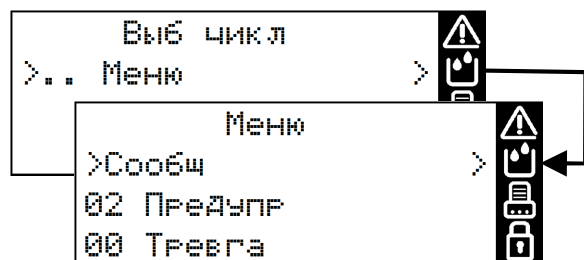 Выб цикл
>.. Меню >
Меню
>Сообщ >
02 Предупр
00 Тревга